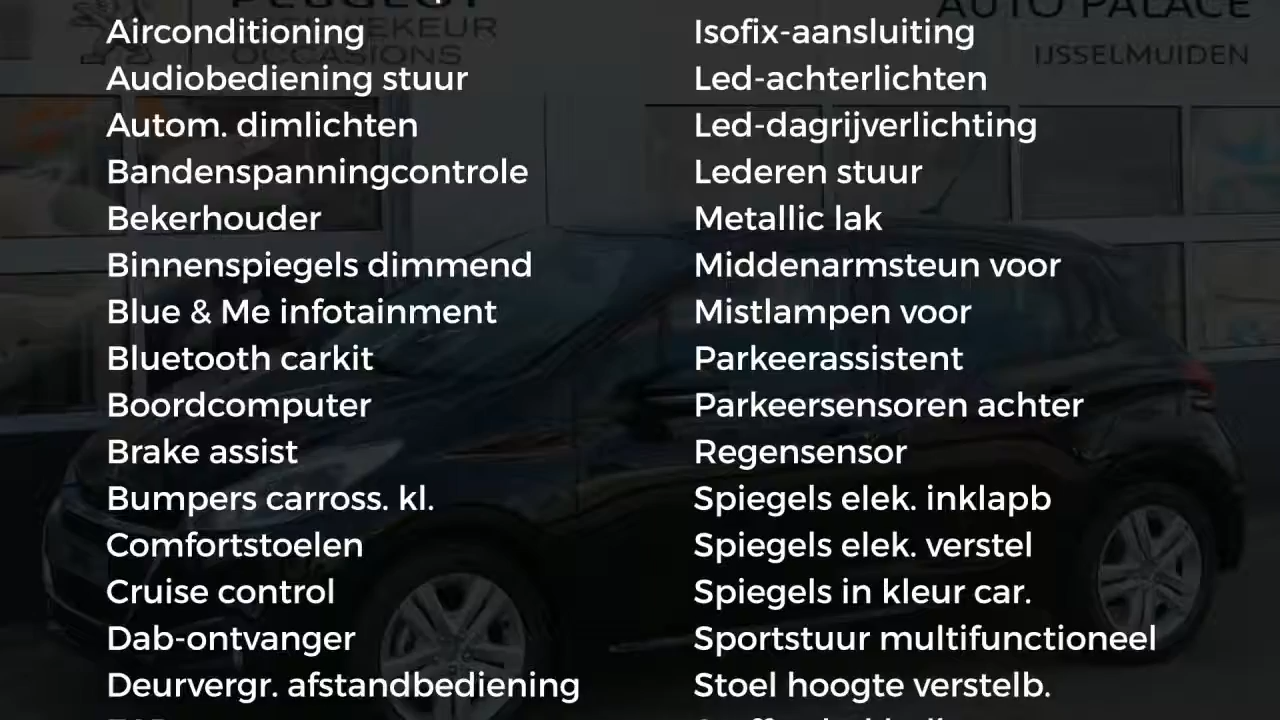 PEUGEOT
KEUR
OCCASIONS
AUTO PALACE
IJSSELMUIDEN
Airconditioning
Audiobediening stuur
Autom. dimlichten
Bandenspanningcontrole
Bekerhouder
Binnenspiegels dimmend
Blue & Me infotainment
Bluetooth carkit
Boordcomputer
Brake assist
Bumpers carross. kl.
Comfortstoelen
Cruise control
Dab-ontvanger
Deurvergr. afstandbediening
Isofix-aansluiting
Led-achterlichten
Led-dagrijverlichting
Lederen stuur
Metallic lak
Middenarmsteun voor
Mistlampen voor
Parkeerassistent
Parkeersensoren achter
Regensensor
Spiegels elek. inklapb
Spiegels elek. verstel
Spiegels in kleur car.
Sportstuur multifunctioneel
Stoel hoogte verstelb.